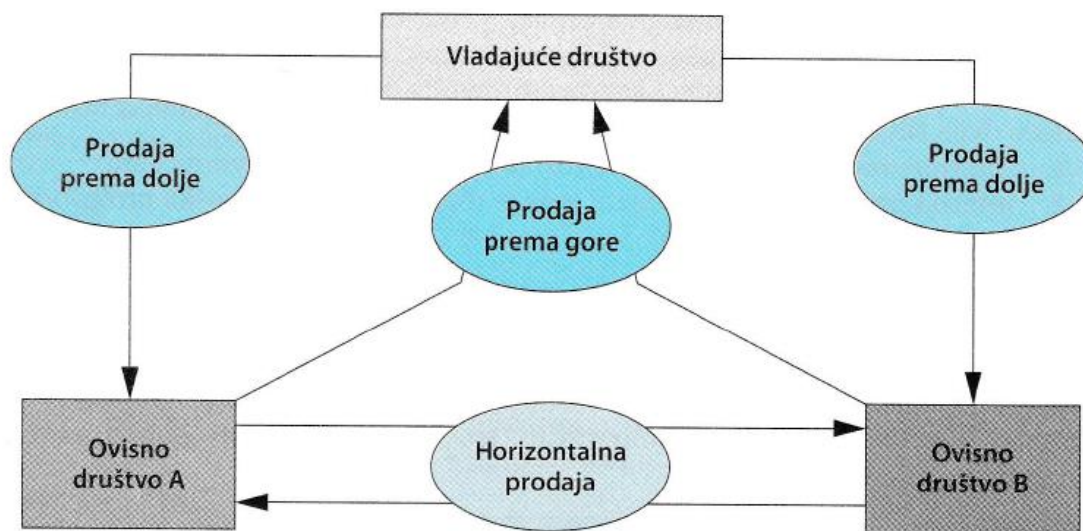 Vladajuće društvo
Prodaja
prema dolje
Prodaja
prema gore
Prodaja
prema dolje
Ovisno
društvo A
Horizontalna
prodaja
Ovisno
društvo B